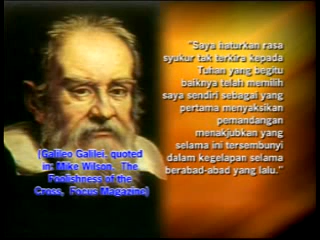 "Saya haturkan rasa
syukur tak terkira kepada
Tuhan yang begitu
baiknya telah memilih
saya sendiri sebagai yang
pertama menyaksikan
pemandangan
menakjubkan yang
selama ini tersembunyi
dalam kegelapan selama
berabad-abad yang lalu."
(Galileo Galilei, quoted
in: Mike Wilson, The
Foolishness of the
Cross, Focus Magazine)